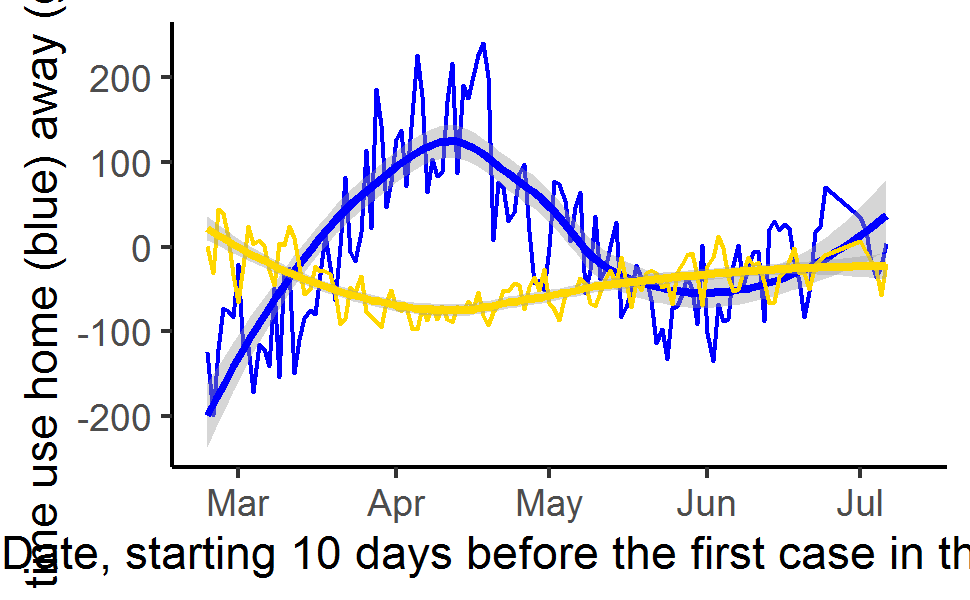 time use home (blue) away (g
200
100
0
-100
-200
Mar Apr May Jun Jul
Date, starting 10 days before the first case in th